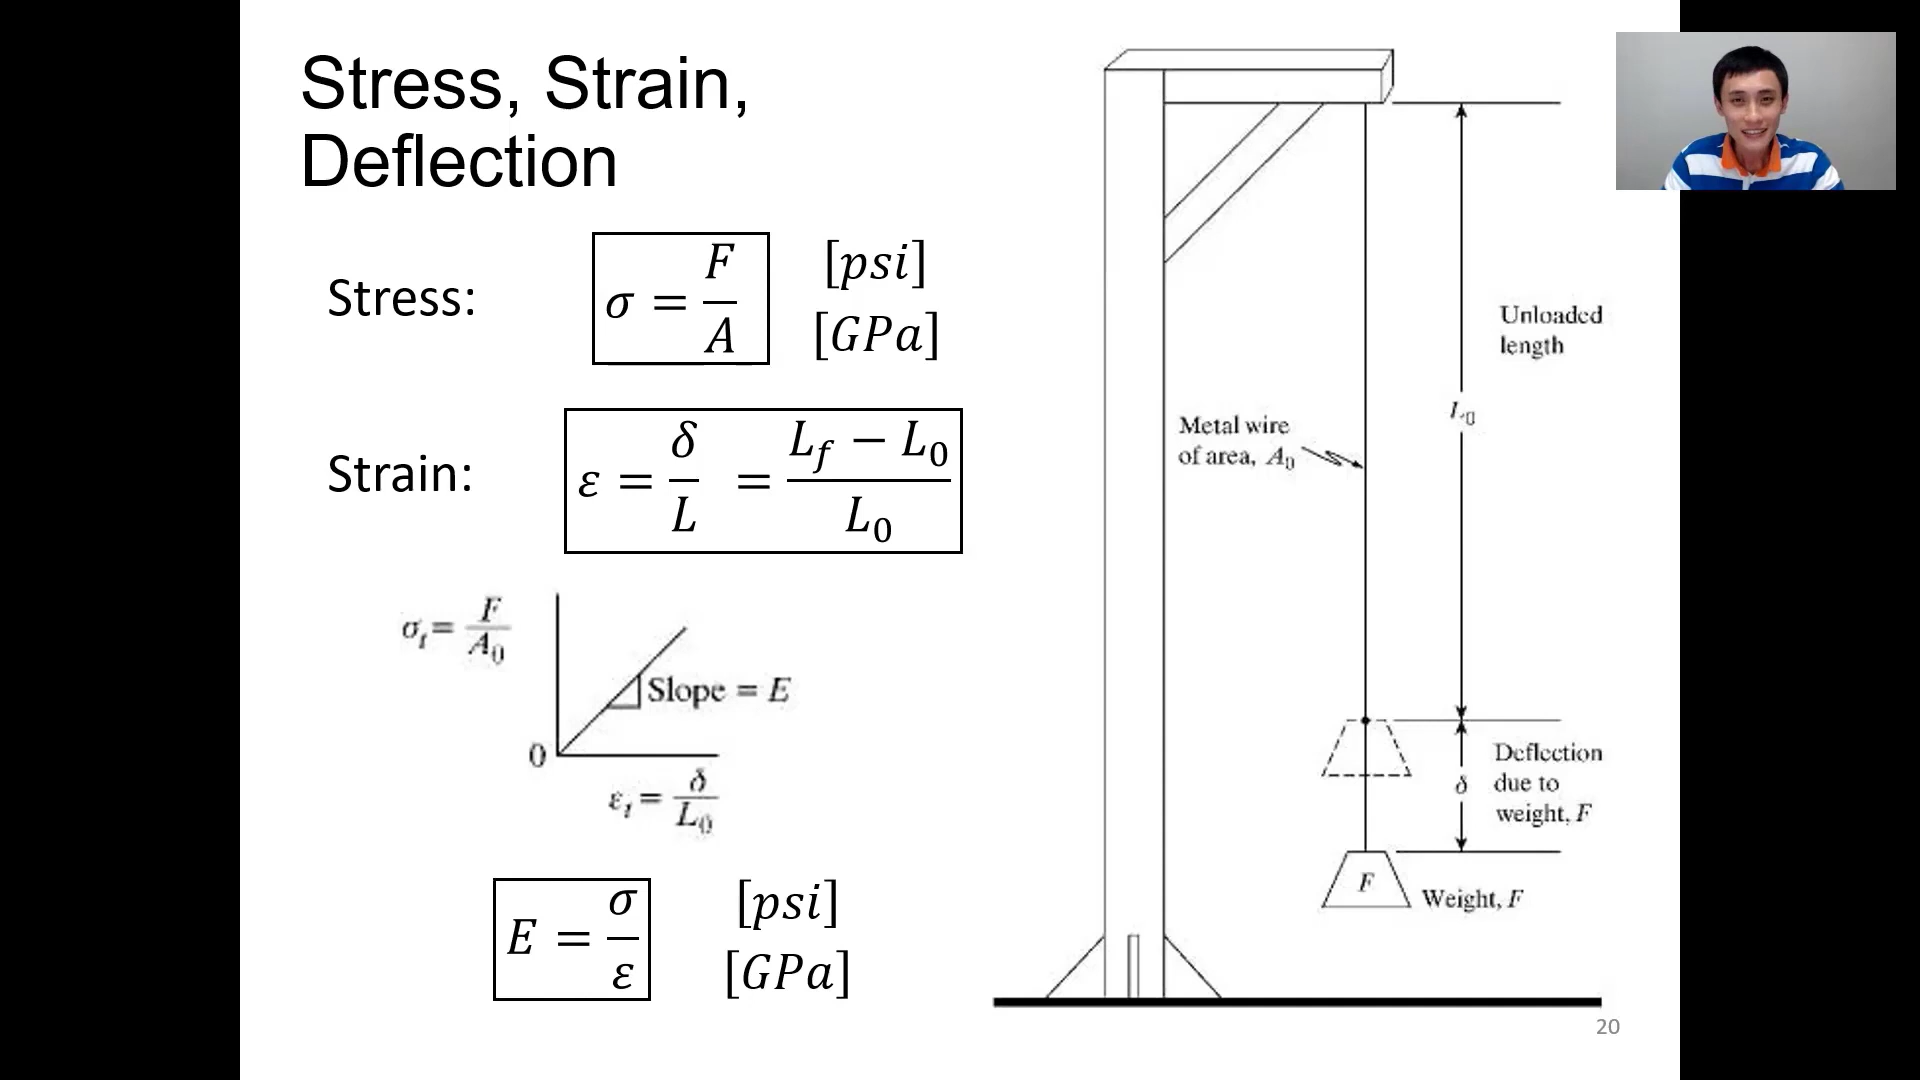 Stress, Strain,
Deflection
Stress:
σ = F/A
[psi]
[GPa]
Strain:
ε = δ/L = (L_f − L_0)/L_0
σ_t = F/A_0
Slope = E
0
ε_t = δ/L_0
E = σ/ε
[psi]
[GPa]
Unloaded
length
L_0
Metal wire
of area, A_0
Deflection
due to
weight, F
δ
F
Weight, F
20